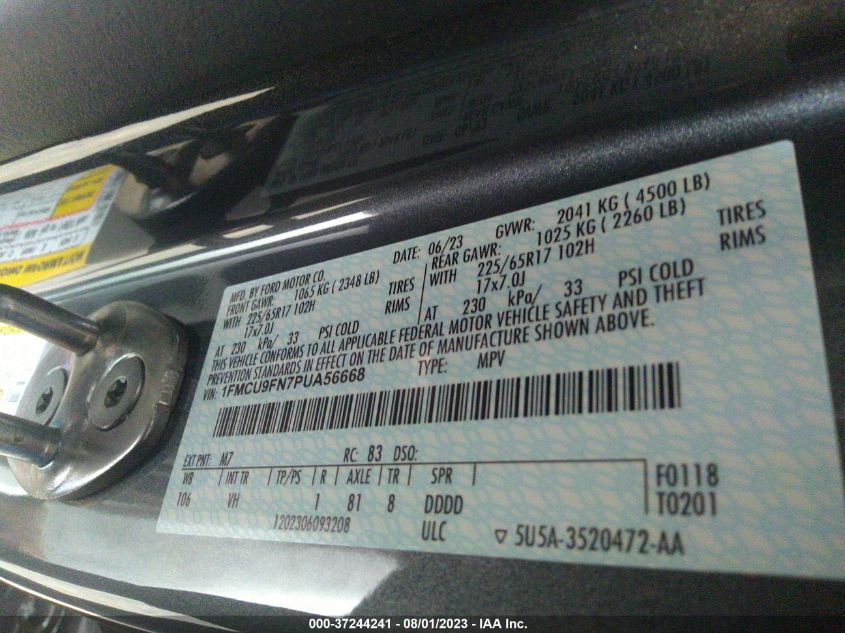 MFD. BY FORD MOTOR CO.
DATE: 06/23 GVWR: 2041 KG ( 4500 LB)
FRONT GAWR: 1065 KG ( 2348 LB)
REAR GAWR: 1025 KG ( 2260 LB)
WITH 225/65R17 102H TIRES
WITH 225/65R17 102H TIRES
17x7.0J RIMS
17x7.0J RIMS
AT 230 kPa/ 33 PSI COLD
AT 230 kPa/ 33 PSI COLD
THIS VEHICLE CONFORMS TO ALL APPLICABLE FEDERAL MOTOR VEHICLE SAFETY AND THEFT
PREVENTION STANDARDS IN EFFECT ON THE DATE OF MANUFACTURE SHOWN ABOVE.
VIN: 1FMCU9FN7PUA56668 TYPE: MPV
EXT PNT: M7 RC: 83 DSO:
WB INT TR TP/PS R AXLE TR SPR
106 VH 1 81 8 DDDD
F0118
T0201
1202306093208 ULC
5U5A-3520472-AA
000-37244241 - 08/01/2023 - IAA Inc.